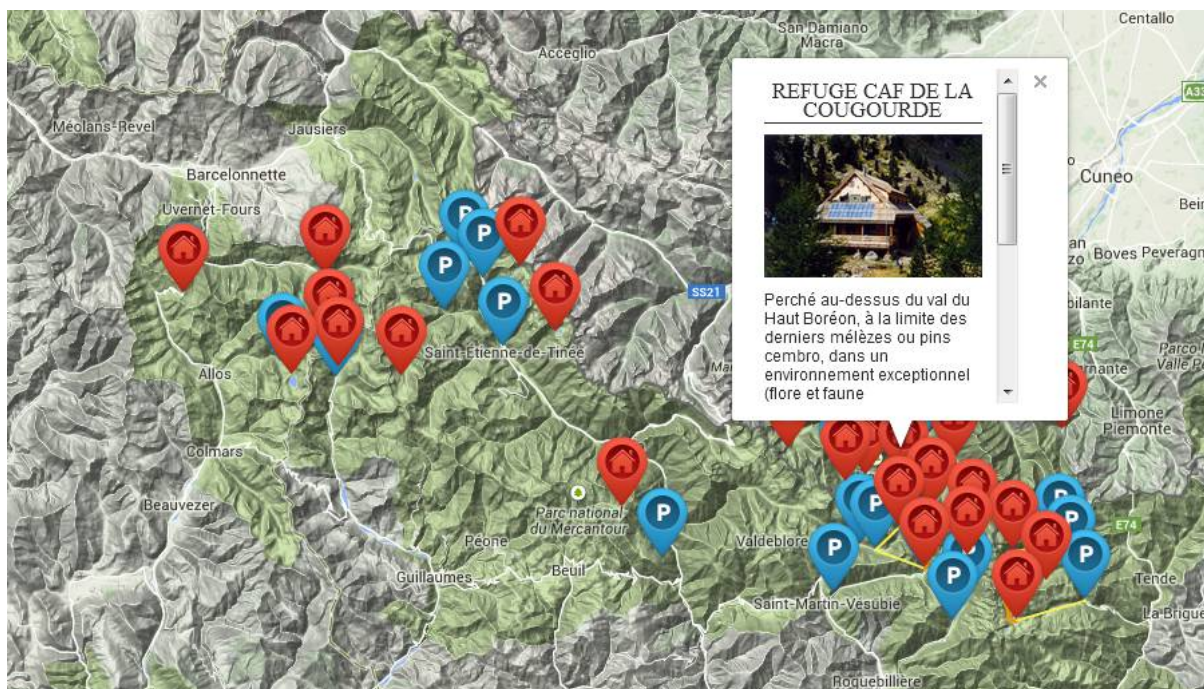 Centallo
San Damiano
Macra
Acceglio
A33
REFUGE CAF DE LA
COUGOURDE
×
Méolans-Revel
Jausiers
Barcelonnette
Cuneo
Uvernet-Fours
P
P
P
P
Boves
Peveragn
SS21
Perché au-dessus du val du
Haut Boréon, à la limite des
derniers mélèzes ou pins
cembro, dans un
environnement exceptionnel
(flore et faune
E74
Saint-Étienne-de-Tinée
Allos
Limone
Piemonte
Colmars
Beauvezer
Parc national
du Mercantour
P
Péone
Valdeblore
P
P
P
P
P
P
E74
Guillaumes
Beuil
Tende
Saint-Martin-Vésubie
La Brigue
Roquebillière